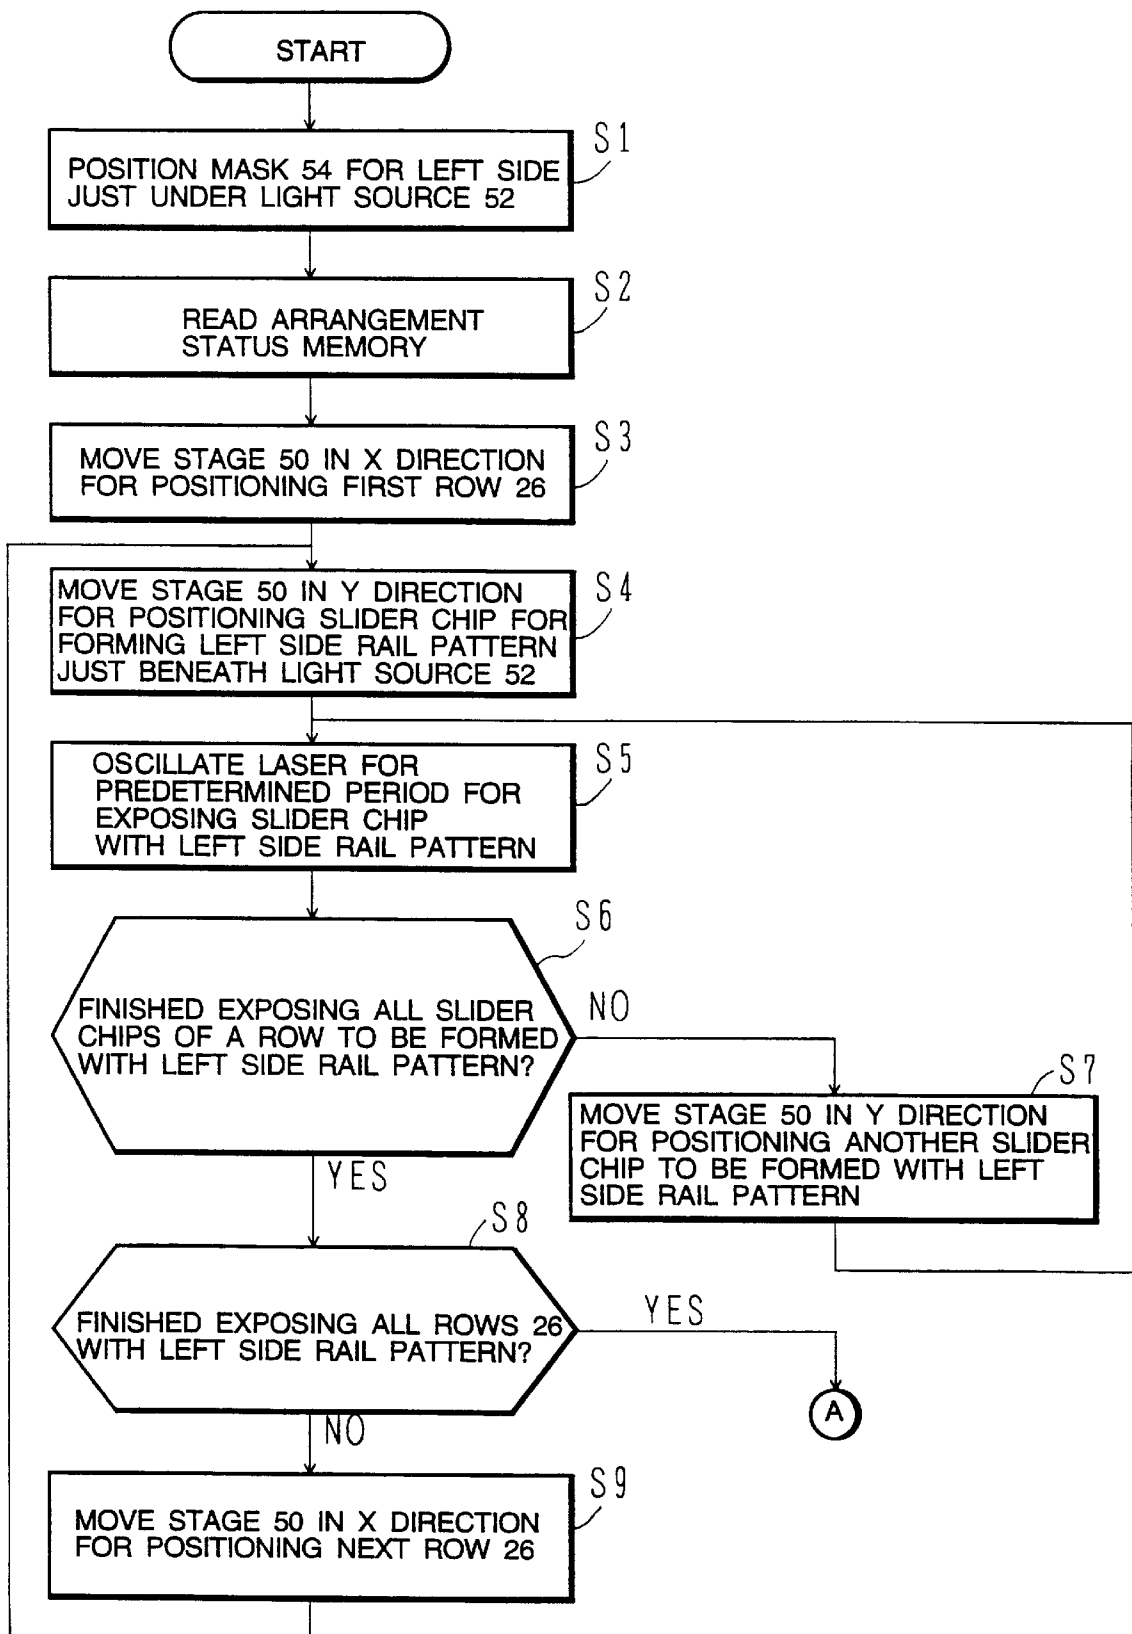 START
S1
POSITION MASK 54 FOR LEFT SIDE
JUST UNDER LIGHT SOURCE 52
S2
READ ARRANGEMENT
STATUS MEMORY
S3
MOVE STAGE 50 IN X DIRECTION
FOR POSITIONING FIRST ROW 26
S4
MOVE STAGE 50 IN Y DIRECTION
FOR POSITIONING SLIDER CHIP FOR
FORMING LEFT SIDE RAIL PATTERN
JUST BENEATH LIGHT SOURCE 52
S5
OSCILLATE LASER FOR
PREDETERMINED PERIOD FOR
EXPOSING SLIDER CHIP
WITH LEFT SIDE RAIL PATTERN
S6
FINISHED EXPOSING ALL SLIDER
CHIPS OF A ROW TO BE FORMED
WITH LEFT SIDE RAIL PATTERN?
NO
S7
MOVE STAGE 50 IN Y DIRECTION
FOR POSITIONING ANOTHER SLIDER
CHIP TO BE FORMED WITH LEFT
SIDE RAIL PATTERN
YES
S8
FINISHED EXPOSING ALL ROWS 26
WITH LEFT SIDE RAIL PATTERN?
YES
A
NO
S9
MOVE STAGE 50 IN X DIRECTION
FOR POSITIONING NEXT ROW 26